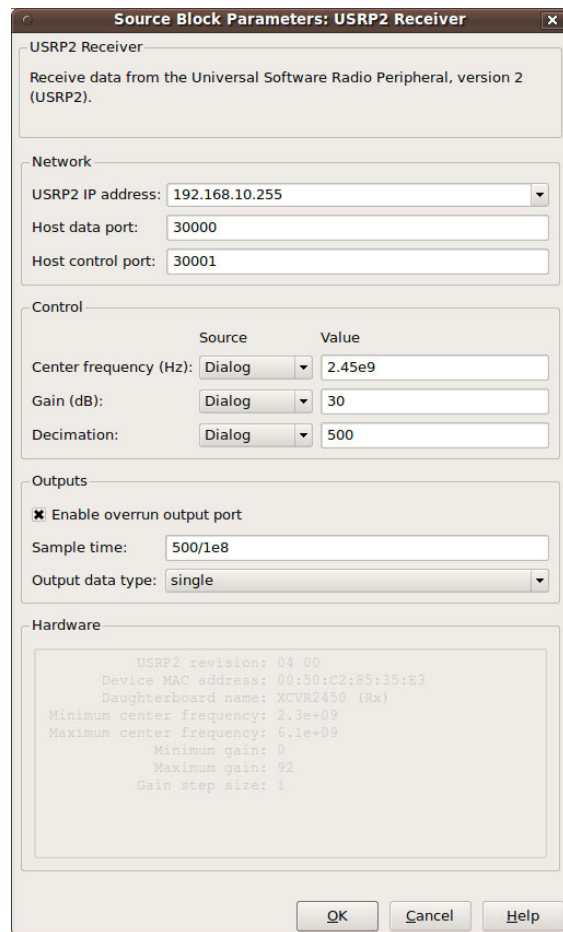 Source Block Parameters: USRP2 Receiver
USRP2 Receiver
Receive data from the Universal Software Radio Peripheral, version 2
(USRP2).
Network
USRP2 IP address: 192.168.10.255
Host data port: 30000
Host control port: 30001
Control
Source Value
Center frequency (Hz): Dialog 2.45e9
Gain (dB): Dialog 30
Decimation: Dialog 500
Outputs
Enable overrun output port
Sample time: 500/1e8
Output data type: single
Hardware
USRP2 revision: 04 00
Device MAC address: 00:50:C2:85:35:E3
Daughterboard name: XCVR2450 (Rx)
Minimum center frequency: 2.3e+09
Maximum center frequency: 6.1e+09
Minimum gain: 0
Maximum gain: 92
Gain step size: 1
OK Cancel Help